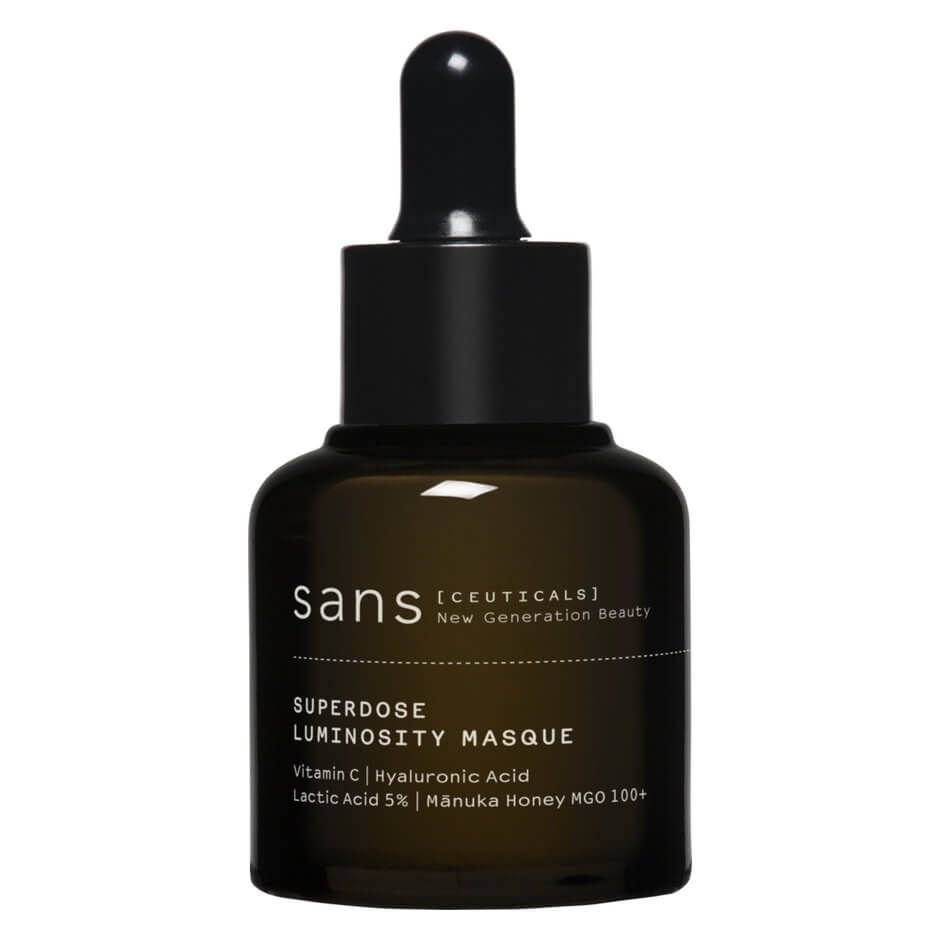 sans [CEUTICALS]
New Generation Beauty
SUPERDOSE
LUMINOSITY MASQUE
Vitamin C | Hyaluronic Acid
Lactic Acid 5% | Mānuka Honey MGO 100+